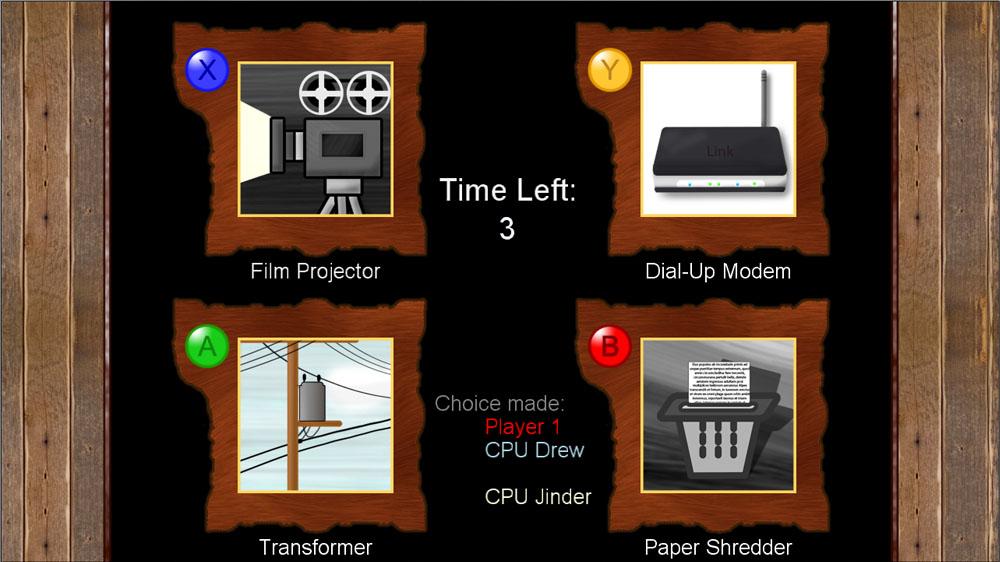 X
Y
Link
Time Left:
3
Film Projector
Dial-Up Modem
A
B
Choice made:
Player 1
CPU Drew
CPU Jinder
Transformer
Paper Shredder